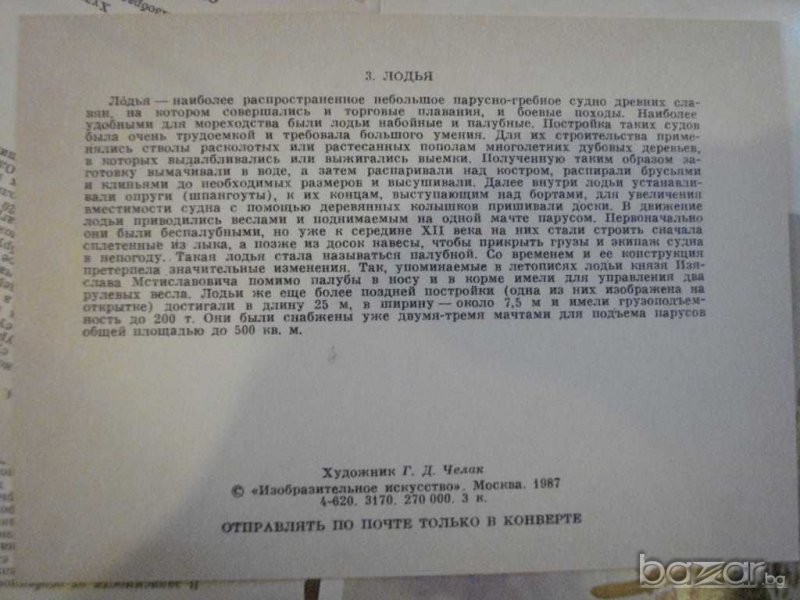 3. ЛОДЬЯ
Ло́дья — наиболее распространенное небольшое парусно-гребное судно древних сла-
вян, на котором совершались и торговые плавания, и боевые походы. Наиболее
удобными для мореходства были лодьи набойные и палубные. Постройка таких судов
была очень трудоемкой и требовала большого умения. Для их строительства приме-
нялись стволы расколотых или растесанных пополам многолетних дубовых деревьев,
в которых выдалбливались или выжигались выемки. Полученную таким образом за-
готовку вымачивали в воде, а затем распаривали над костром, распирали брусьями
и клиньями до необходимых размеров и высушивали. Далее внутри лодьи устанавли-
вали опруги (шпангоуты), к их концам, выступающим над бортами, для увеличения
вместимости судна с помощью деревянных колышков пришивали доски. В движение
лодьи приводились веслами и поднимаемым на одной мачте парусом. Первоначально
они были беспалубными, но уже к середине XII века на них стали строить сначала
сплетенные из лыка, а позже из досок навесы, чтобы прикрыть грузы и экипаж судна
в непогоду. Такая лодья стала называться палубной. Со временем и ее конструкция
претерпела значительные изменения. Так, упоминаемые в летописях лодьи князя Изя-
слава Мстиславовича помимо палубы в носу и в корме имели для управления два
рулевых весла. Лодьи же еще более поздней постройки (одна из них изображена на
открытке) достигали в длину 25 м, в ширину — около 7,5 м и имели грузоподъем-
ность до 200 т. Они были снабжены уже двумя-тремя мачтами для подъема парусов
общей площадью до 500 кв. м.
Художник Г. Д. Челак
© «Изобразительное искусство». Москва. 1987
4-620. 3170. 270 000. 3 к.
ОТПРАВЛЯТЬ ПО ПОЧТЕ ТОЛЬКО В КОНВЕРТЕ
bazar.bg